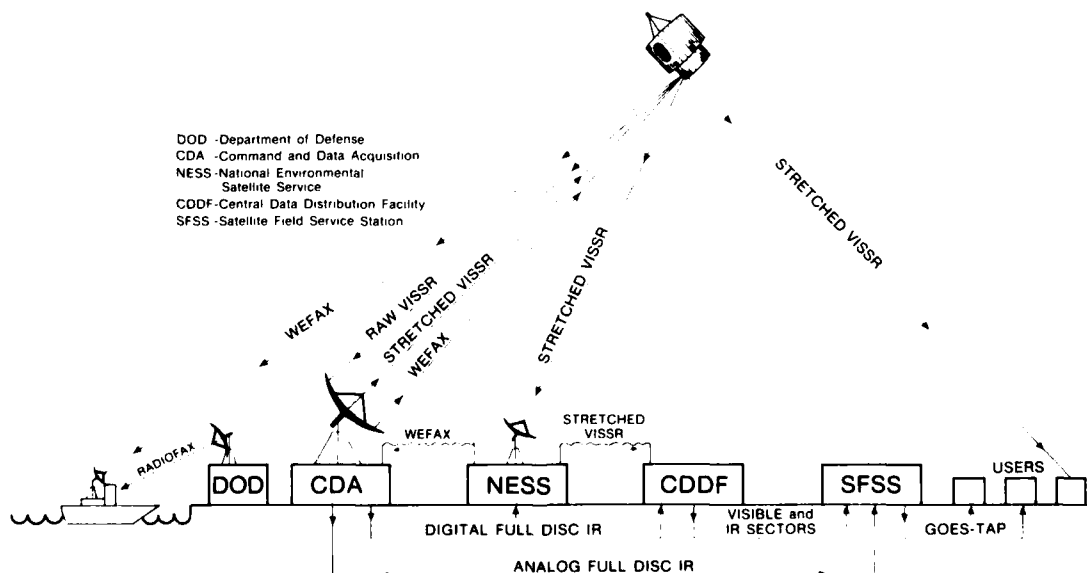 DOD -Department of Defense
CDA -Command and Data Acquisition
NESS -National Environmental
Satellite Service
CDDF-Central Data Distribution Facility
SFSS -Satellite Field Service Station
STRETCHED VISSR
STRETCHED VISSR
WEFAX
RAW VISSR
STRETCHED VISSR
WEFAX
RADIOFAX
WEFAX
STRETCHED
VISSR
USERS
DOD
CDA
NESS
CDDF
SFSS
DIGITAL FULL DISC IR
VISIBLE and
IR SECTORS
GOES-TAP
ANALOG FULL DISC IR